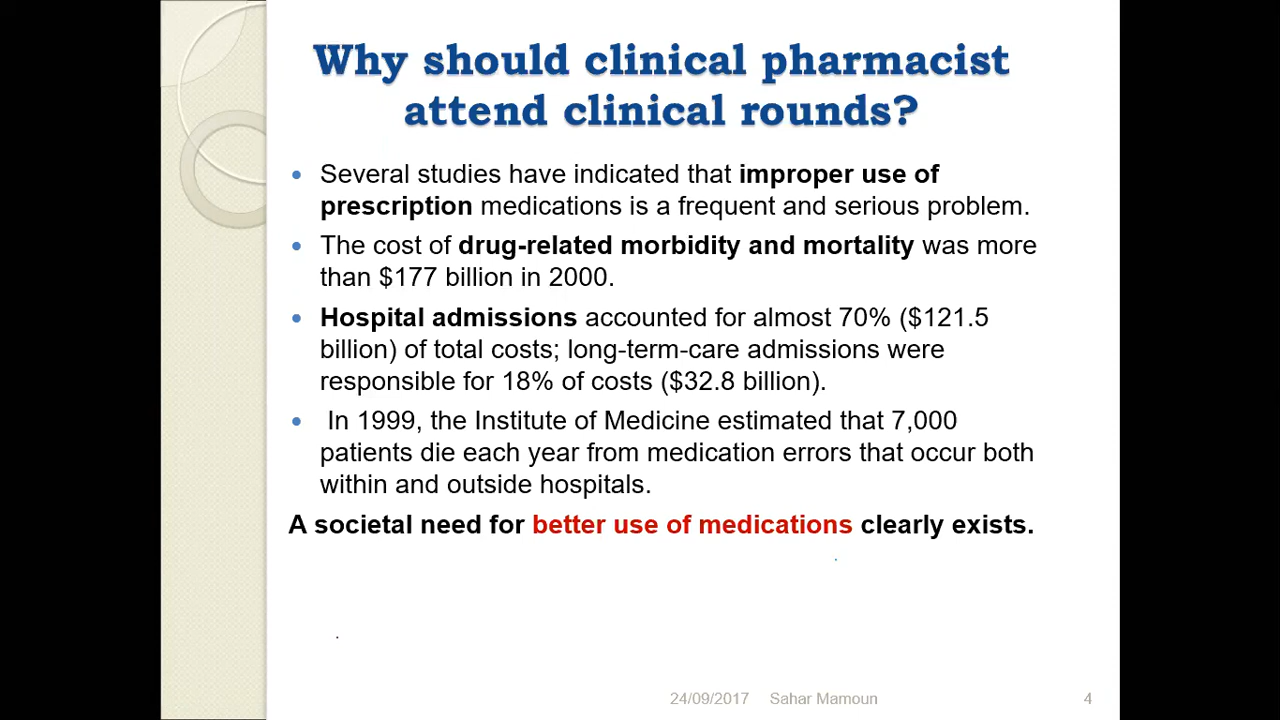 Why should clinical pharmacist
attend clinical rounds?
• Several studies have indicated that improper use of
prescription medications is a frequent and serious problem.
• The cost of drug-related morbidity and mortality was more
than $177 billion in 2000.
• Hospital admissions accounted for almost 70% ($121.5
billion) of total costs; long-term-care admissions were
responsible for 18% of costs ($32.8 billion).
• In 1999, the Institute of Medicine estimated that 7,000
patients die each year from medication errors that occur both
within and outside hospitals.
A societal need for better use of medications clearly exists.
24/09/2017 Sahar Mamoun 4